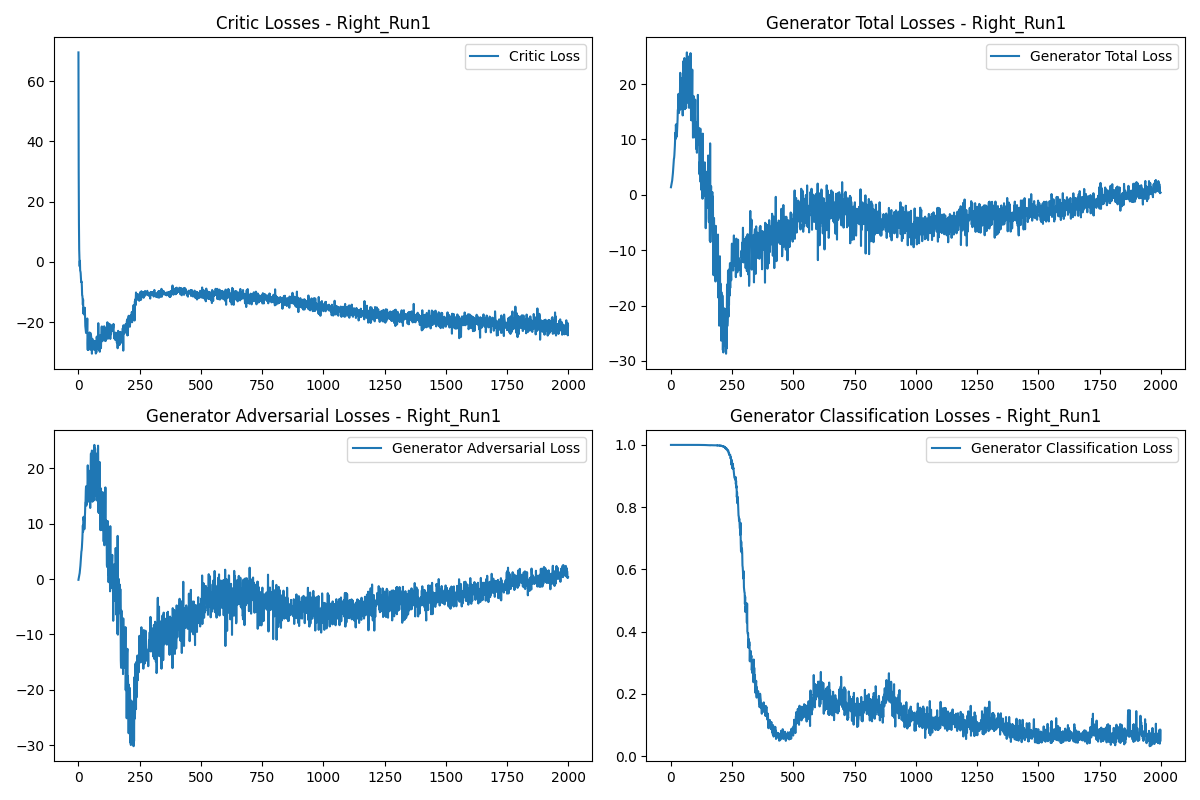 Critic Losses - Right_Run1
Critic Loss
60
40
20
0
−20
0 250 500 750 1000 1250 1500 1750 2000
Generator Total Losses - Right_Run1
Generator Total Loss
20
10
0
−10
−20
−30
0 250 500 750 1000 1250 1500 1750 2000
Generator Adversarial Losses - Right_Run1
Generator Adversarial Loss
20
10
0
−10
−20
−30
0 250 500 750 1000 1250 1500 1750 2000
Generator Classification Losses - Right_Run1
Generator Classification Loss
1.0
0.8
0.6
0.4
0.2
0.0
0 250 500 750 1000 1250 1500 1750 2000